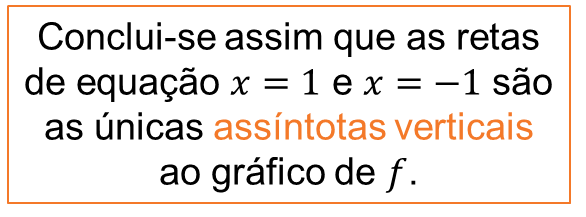 Conclui-se assim que as retas
de equação x = 1 e x = −1 são
as únicas assíntotas verticais
ao gráfico de f.